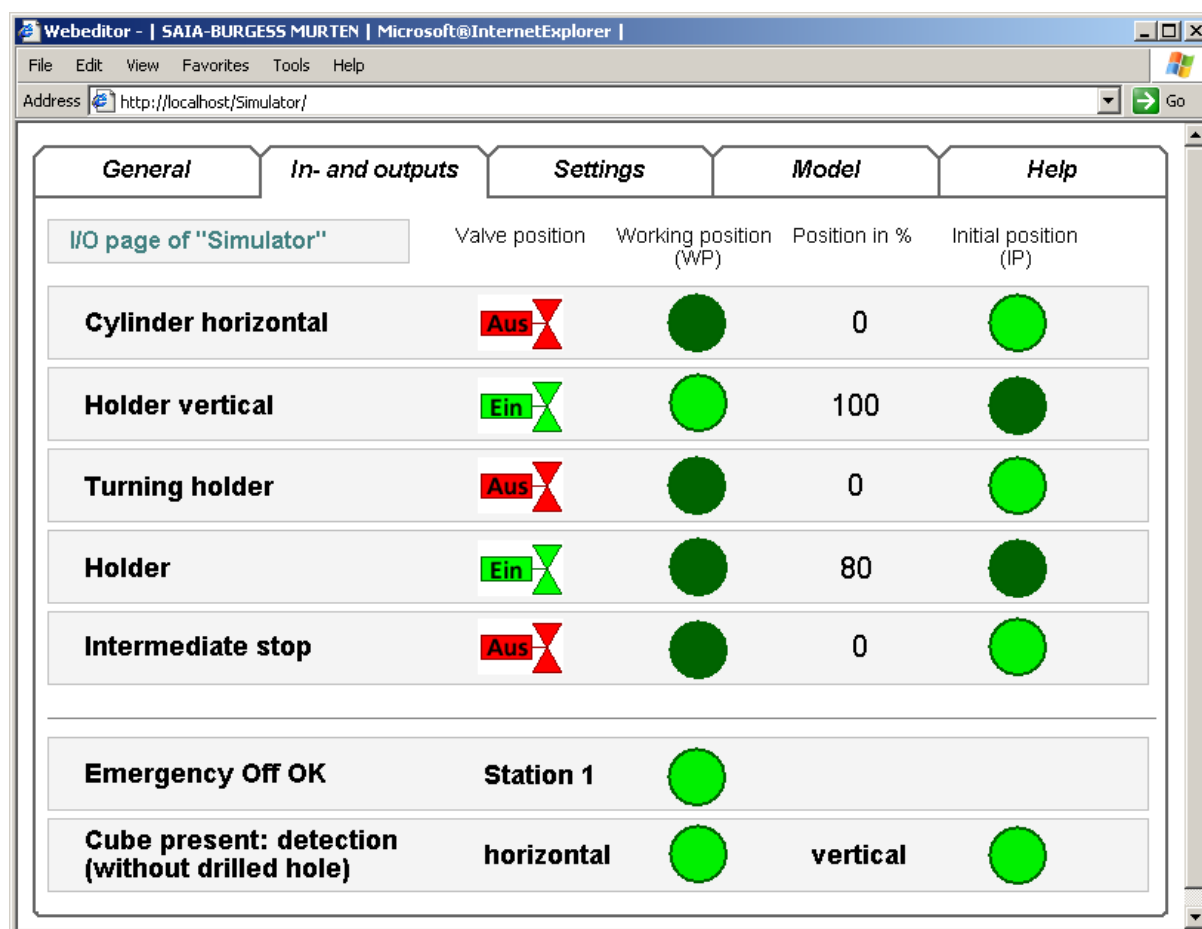 Webeditor - | SAIA-BURGESS MURTEN | Microsoft®InternetExplorer |
File Edit View Favorites Tools Help
Address http://localhost/Simulator/ Go
General In- and outputs Settings Model Help
I/O page of "Simulator" Valve position Working position Position in % Initial position
(WP) (IP)
Cylinder horizontal Aus 0
Holder vertical Ein 100
Turning holder Aus 0
Holder Ein 80
Intermediate stop Aus 0
Emergency Off OK Station 1
Cube present: detection
(without drilled hole) horizontal vertical